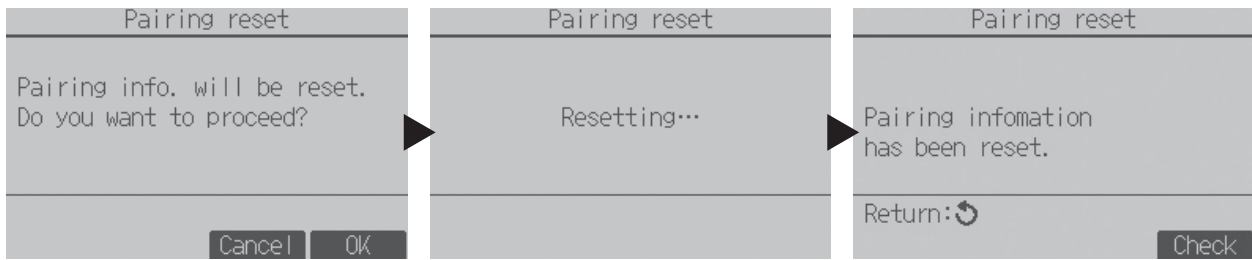 Pairing reset
Pairing info. will be reset.
Do you want to proceed?
Cancel OK
Pairing reset
Resetting…
Pairing reset
Pairing infomation
has been reset.
Return:
Check